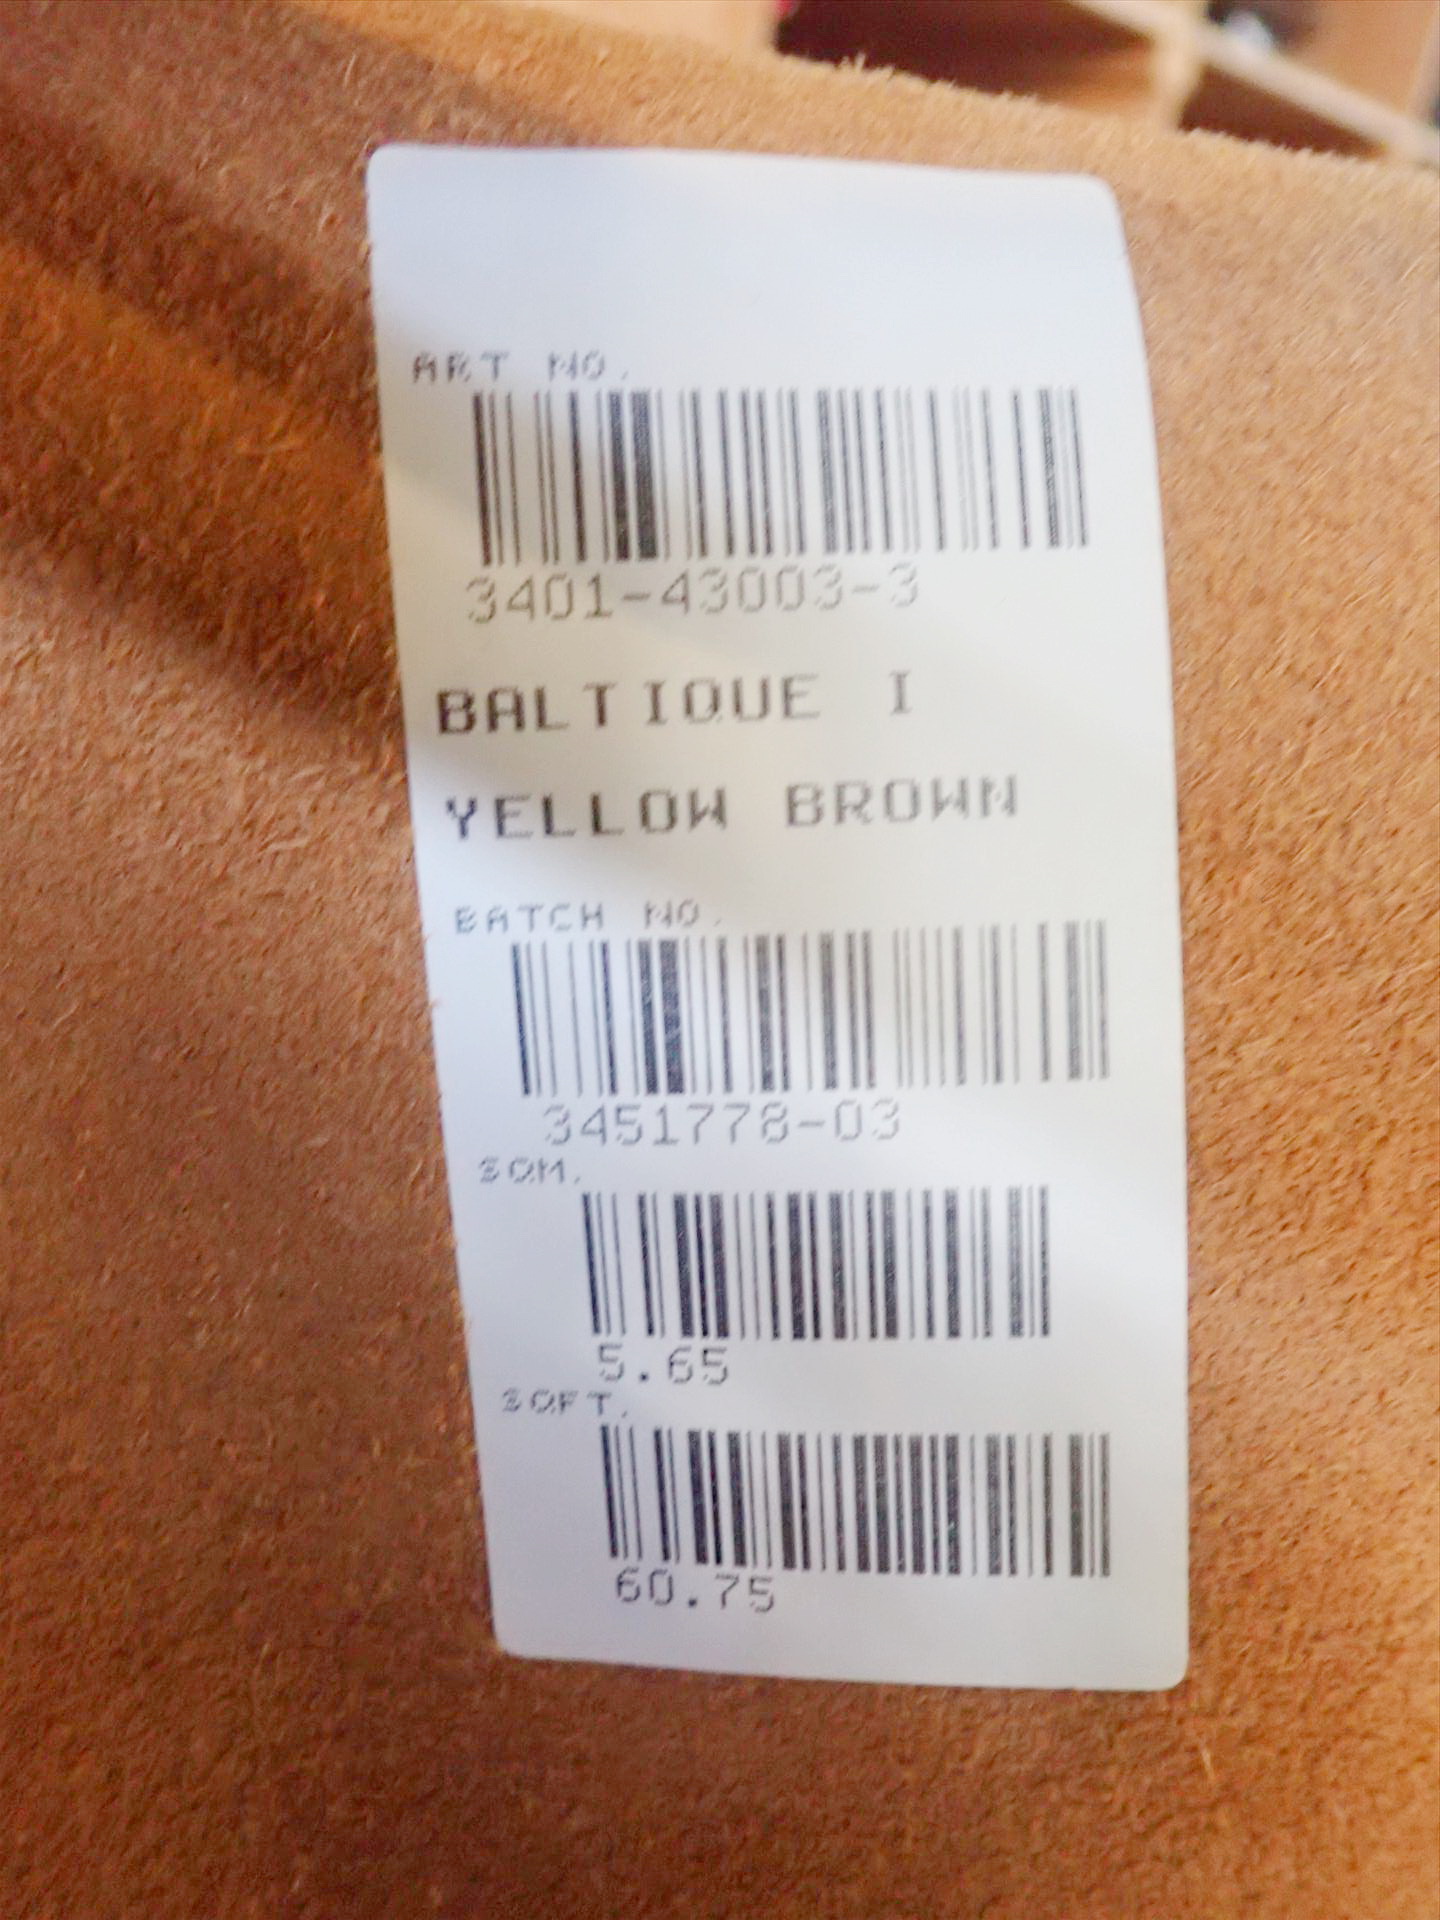 ART NO.
3401-43003-3
BALTIQUE I
YELLOW BROWN
BATCH NO.
3451778-03
SQM.
5.65
SQFT.
60.75